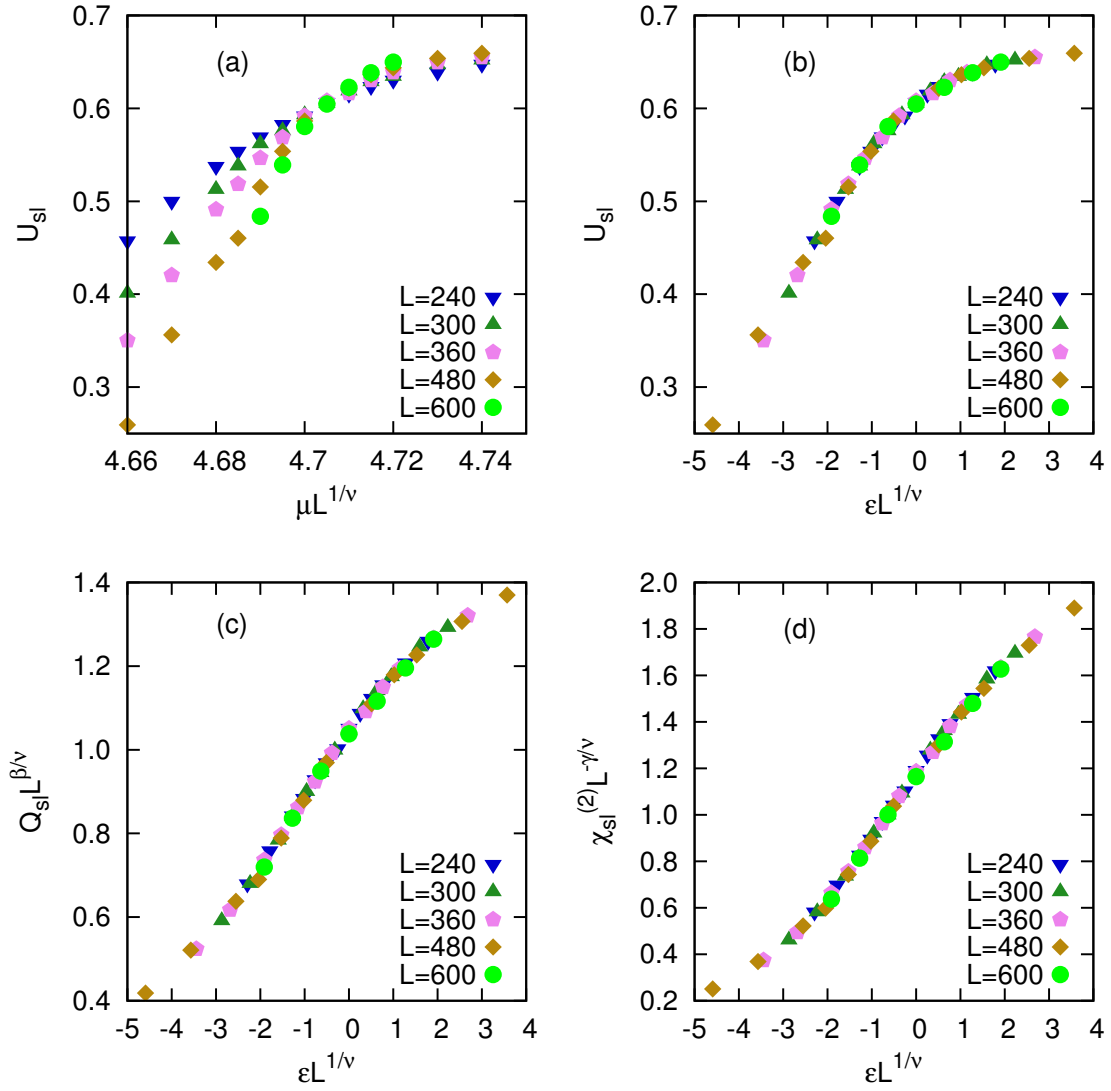 (a)
0.7
0.6
0.5
0.4
0.3
U_sl
L=240
L=300
L=360
L=480
L=600
4.66 4.68 4.7 4.72 4.74
μL^{1/ν}
(b)
0.7
0.6
0.5
0.4
0.3
U_sl
L=240
L=300
L=360
L=480
L=600
-5 -4 -3 -2 -1 0 1 2 3 4
εL^{1/ν}
(c)
1.4
1.2
1.0
0.8
0.6
0.4
Q_sl L^{β/ν}
L=240
L=300
L=360
L=480
L=600
-5 -4 -3 -2 -1 0 1 2 3 4
εL^{1/ν}
(d)
2.0
1.8
1.6
1.4
1.2
1.0
0.8
0.6
0.4
0.2
χ_sl^{(2)} L^{-γ/ν}
L=240
L=300
L=360
L=480
L=600
-5 -4 -3 -2 -1 0 1 2 3 4
εL^{1/ν}